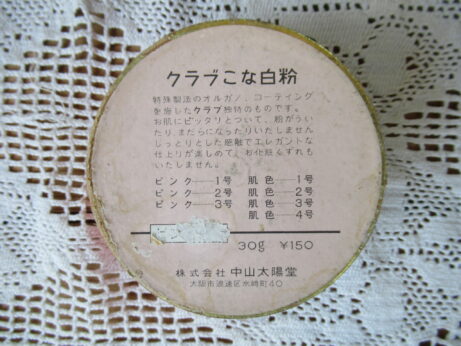 クラブこな白粉
特殊製法のオルガノ、コーティング
を施したクラブ独特のものです。
お肌にピッタリとついて、粉がうい
たり、まだらになったりいたしません
しっとりとした感触でエレガントな
仕上りが楽しめて、お化粧くずれも
いたしません。
ピンク——1号 肌色——1号
ピンク——2号 肌色——2号
ピンク——3号 肌色——3号
肌色——4号
30g ¥150
株式会社 中山太陽堂
大阪市浪速区水崎町40